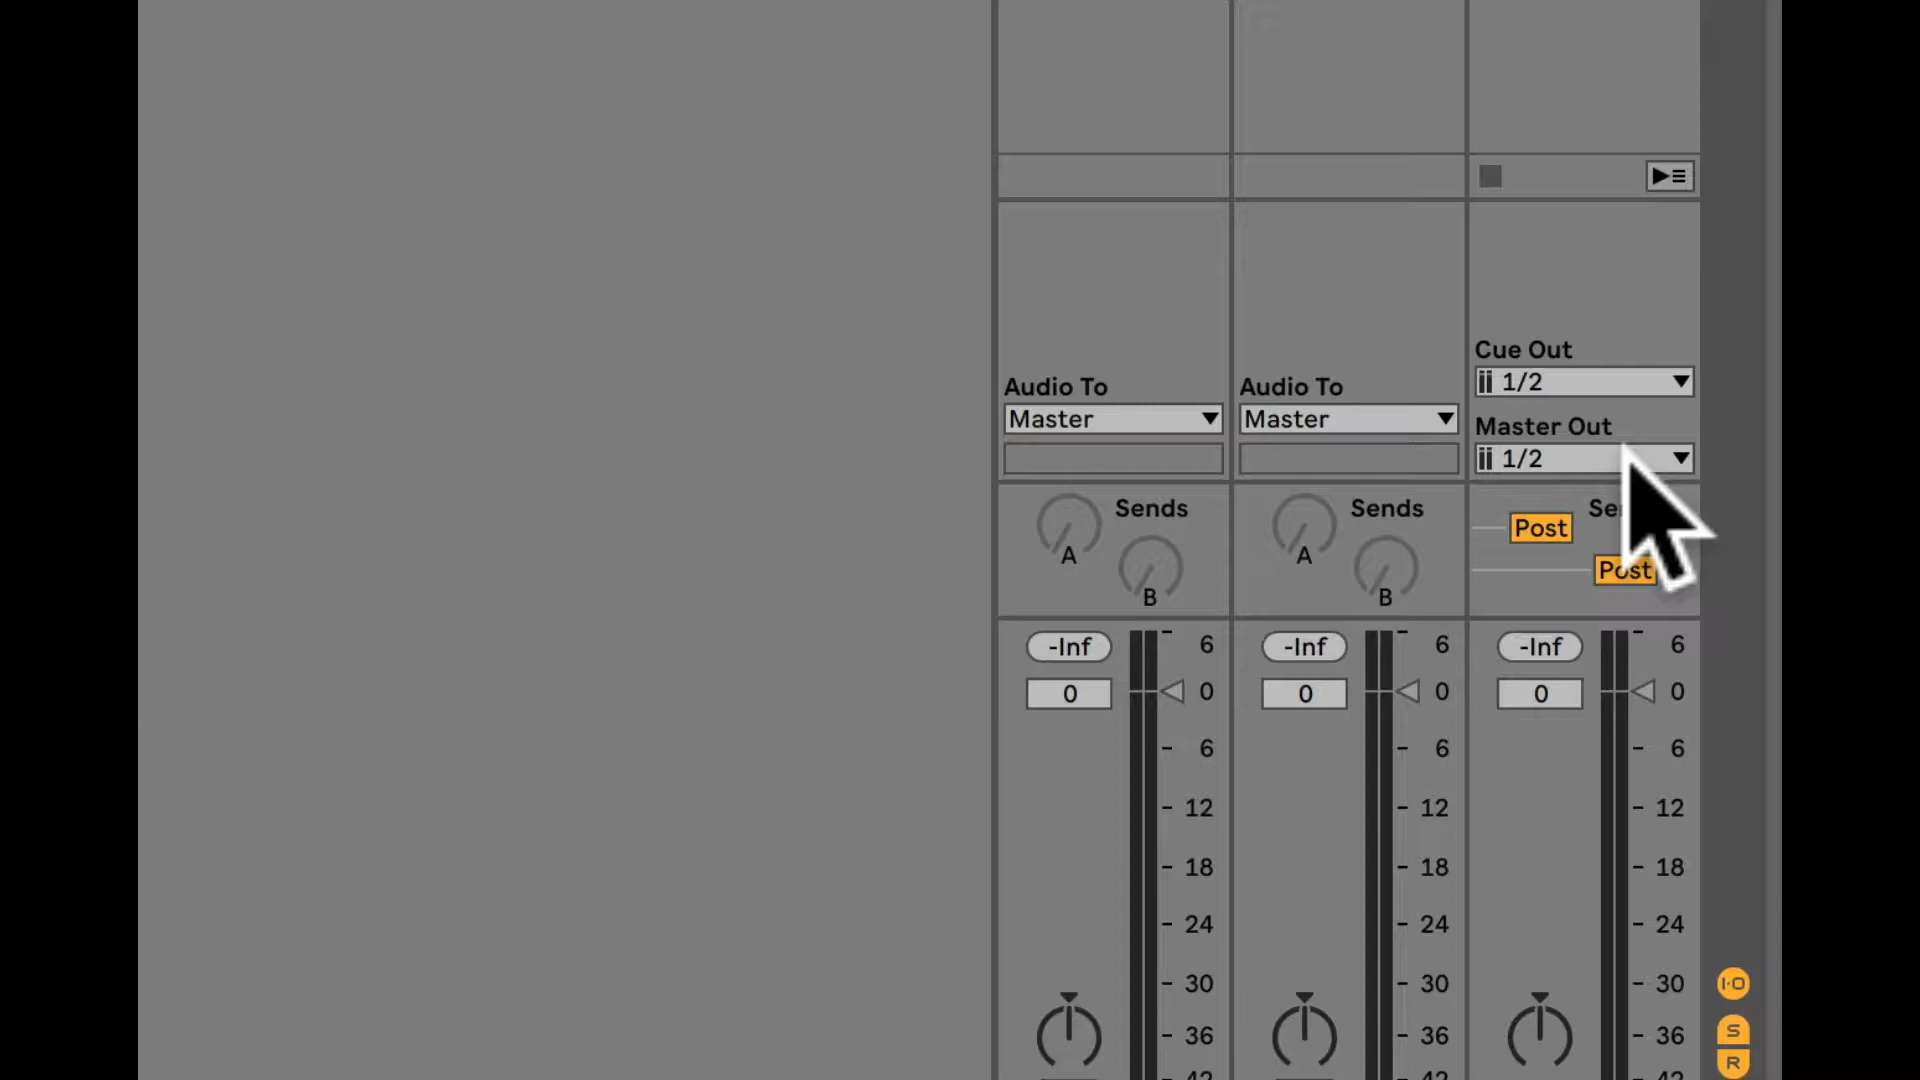 Cue Out
1/2
Audio To
Audio To
Master
Master
Master Out
1/2
Sends
Sends
A
B
A
B
Post
Post
-Inf
6
-Inf
6
-Inf
6
0
0
0
0
0
0
6
6
6
12
12
12
18
18
18
24
24
24
30
30
30
I·O
36
36
36
S
R